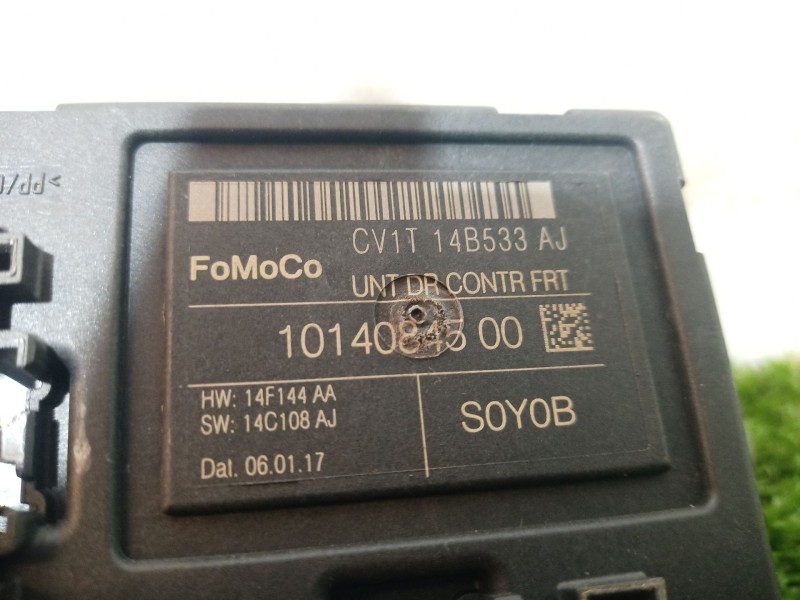 CV1T 14B533 AJ
FoMoCo
UNT DR CONTR FRT
10140845 00
HW: 14F144 AA
SW: 14C108 AJ
S0Y0B
Dat. 06.01.17